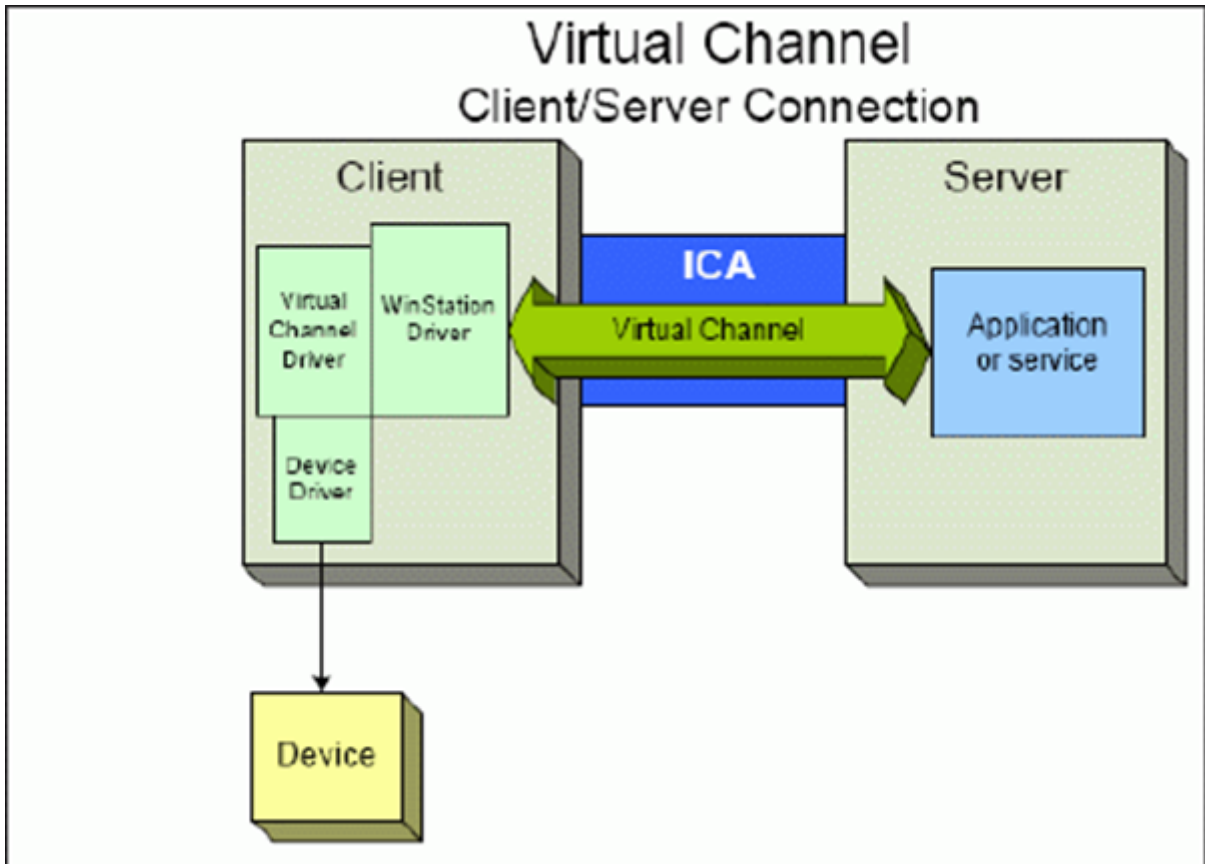 Virtual Channel
Client/Server Connection
Client
Server
Virtual
Channel
Driver
WinStation
Driver
ICA
Virtual Channel
Application
or service
Device
Driver
Device